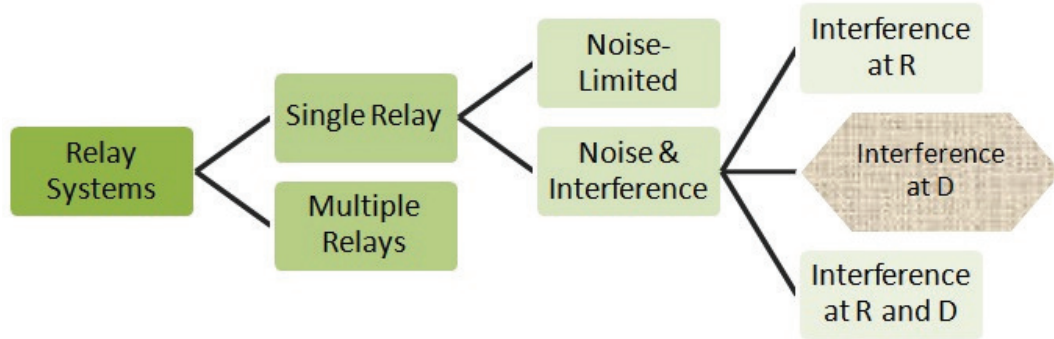 Relay
Systems
Single Relay
Multiple
Relays
Noise-
Limited
Noise &
Interference
Interference
at R
Interference
at D
Interference
at R and D